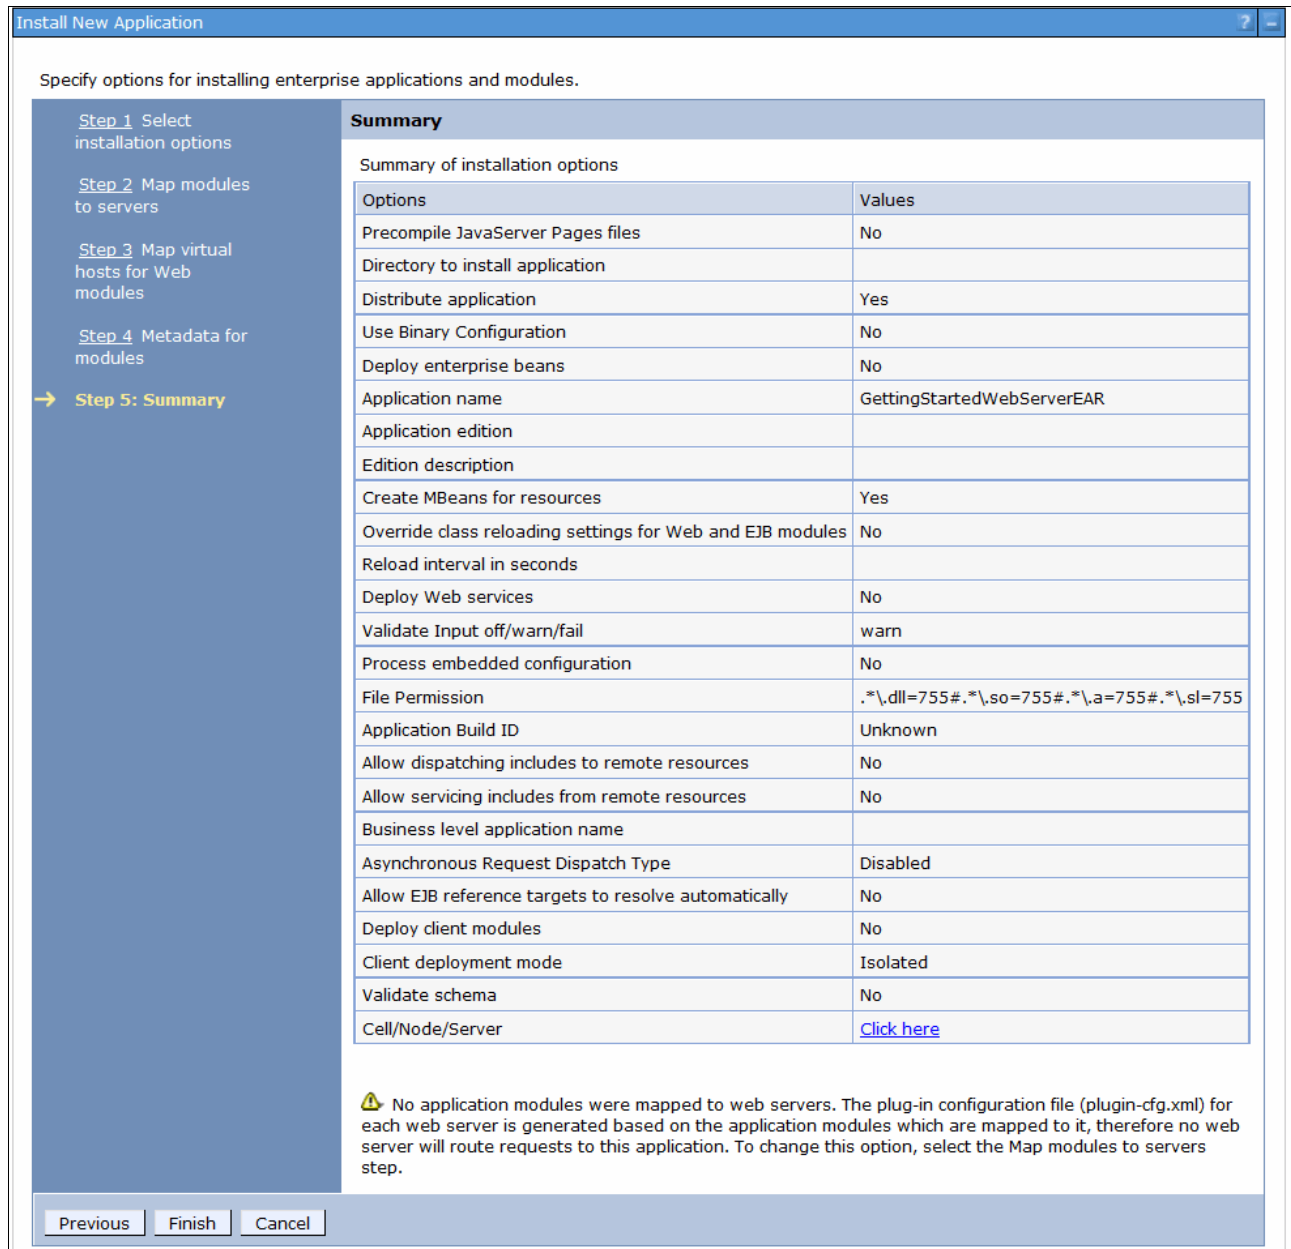 Install New Application
?
Specify options for installing enterprise applications and modules.
Step 1 Select
installation options
Step 2 Map modules
to servers
Step 3 Map virtual
hosts for Web
modules
Step 4 Metadata for
modules
Step 5: Summary
Summary
Summary of installation options
Options Values
Precompile JavaServer Pages files No
Directory to install application
Distribute application Yes
Use Binary Configuration No
Deploy enterprise beans No
Application name GettingStartedWebServerEAR
Application edition
Edition description
Create MBeans for resources Yes
Override class reloading settings for Web and EJB modules No
Reload interval in seconds
Deploy Web services No
Validate Input off/warn/fail warn
Process embedded configuration No
File Permission .*\.dll=755#.*\.so=755#.*\.a=755#.*\.sl=755
Application Build ID Unknown
Allow dispatching includes to remote resources No
Allow servicing includes from remote resources No
Business level application name
Asynchronous Request Dispatch Type Disabled
Allow EJB reference targets to resolve automatically No
Deploy client modules No
Client deployment mode Isolated
Validate schema No
Cell/Node/Server Click here
No application modules were mapped to web servers. The plug-in configuration file (plugin-cfg.xml) for
each web server is generated based on the application modules which are mapped to it, therefore no web
server will route requests to this application. To change this option, select the Map modules to servers
step.
Previous Finish Cancel